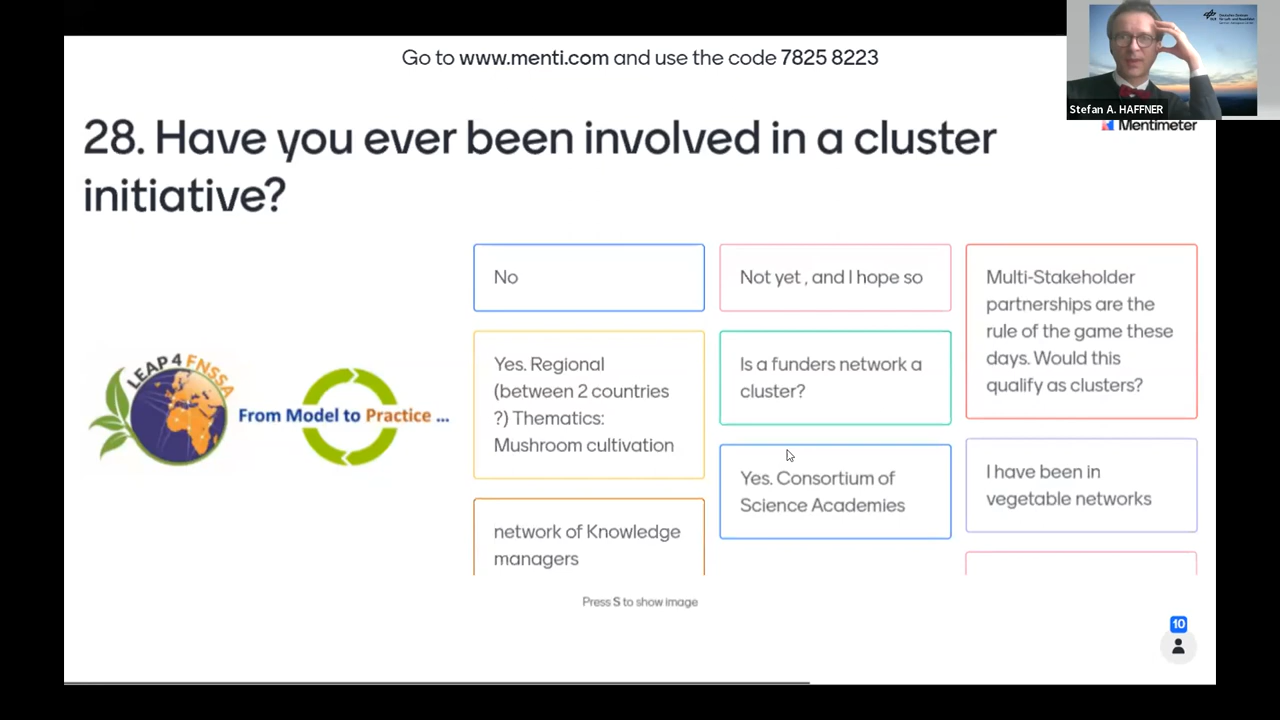 Go to www.menti.com and use the code 7825 8223
Stefan A. HAFFNER
Mentimeter
28. Have you ever been involved in a cluster
initiative?
LEAP4FNSSA
From Model to Practice ...
No
Yes. Regional
(between 2 countries
?) Thematics:
Mushroom cultivation
network of Knowledge
managers
Not yet , and I hope so
Is a funders network a
cluster?
Yes. Consortium of
Science Academies
Multi-Stakeholder
partnerships are the
rule of the game these
days. Would this
qualify as clusters?
I have been in
vegetable networks
Press S to show image
10